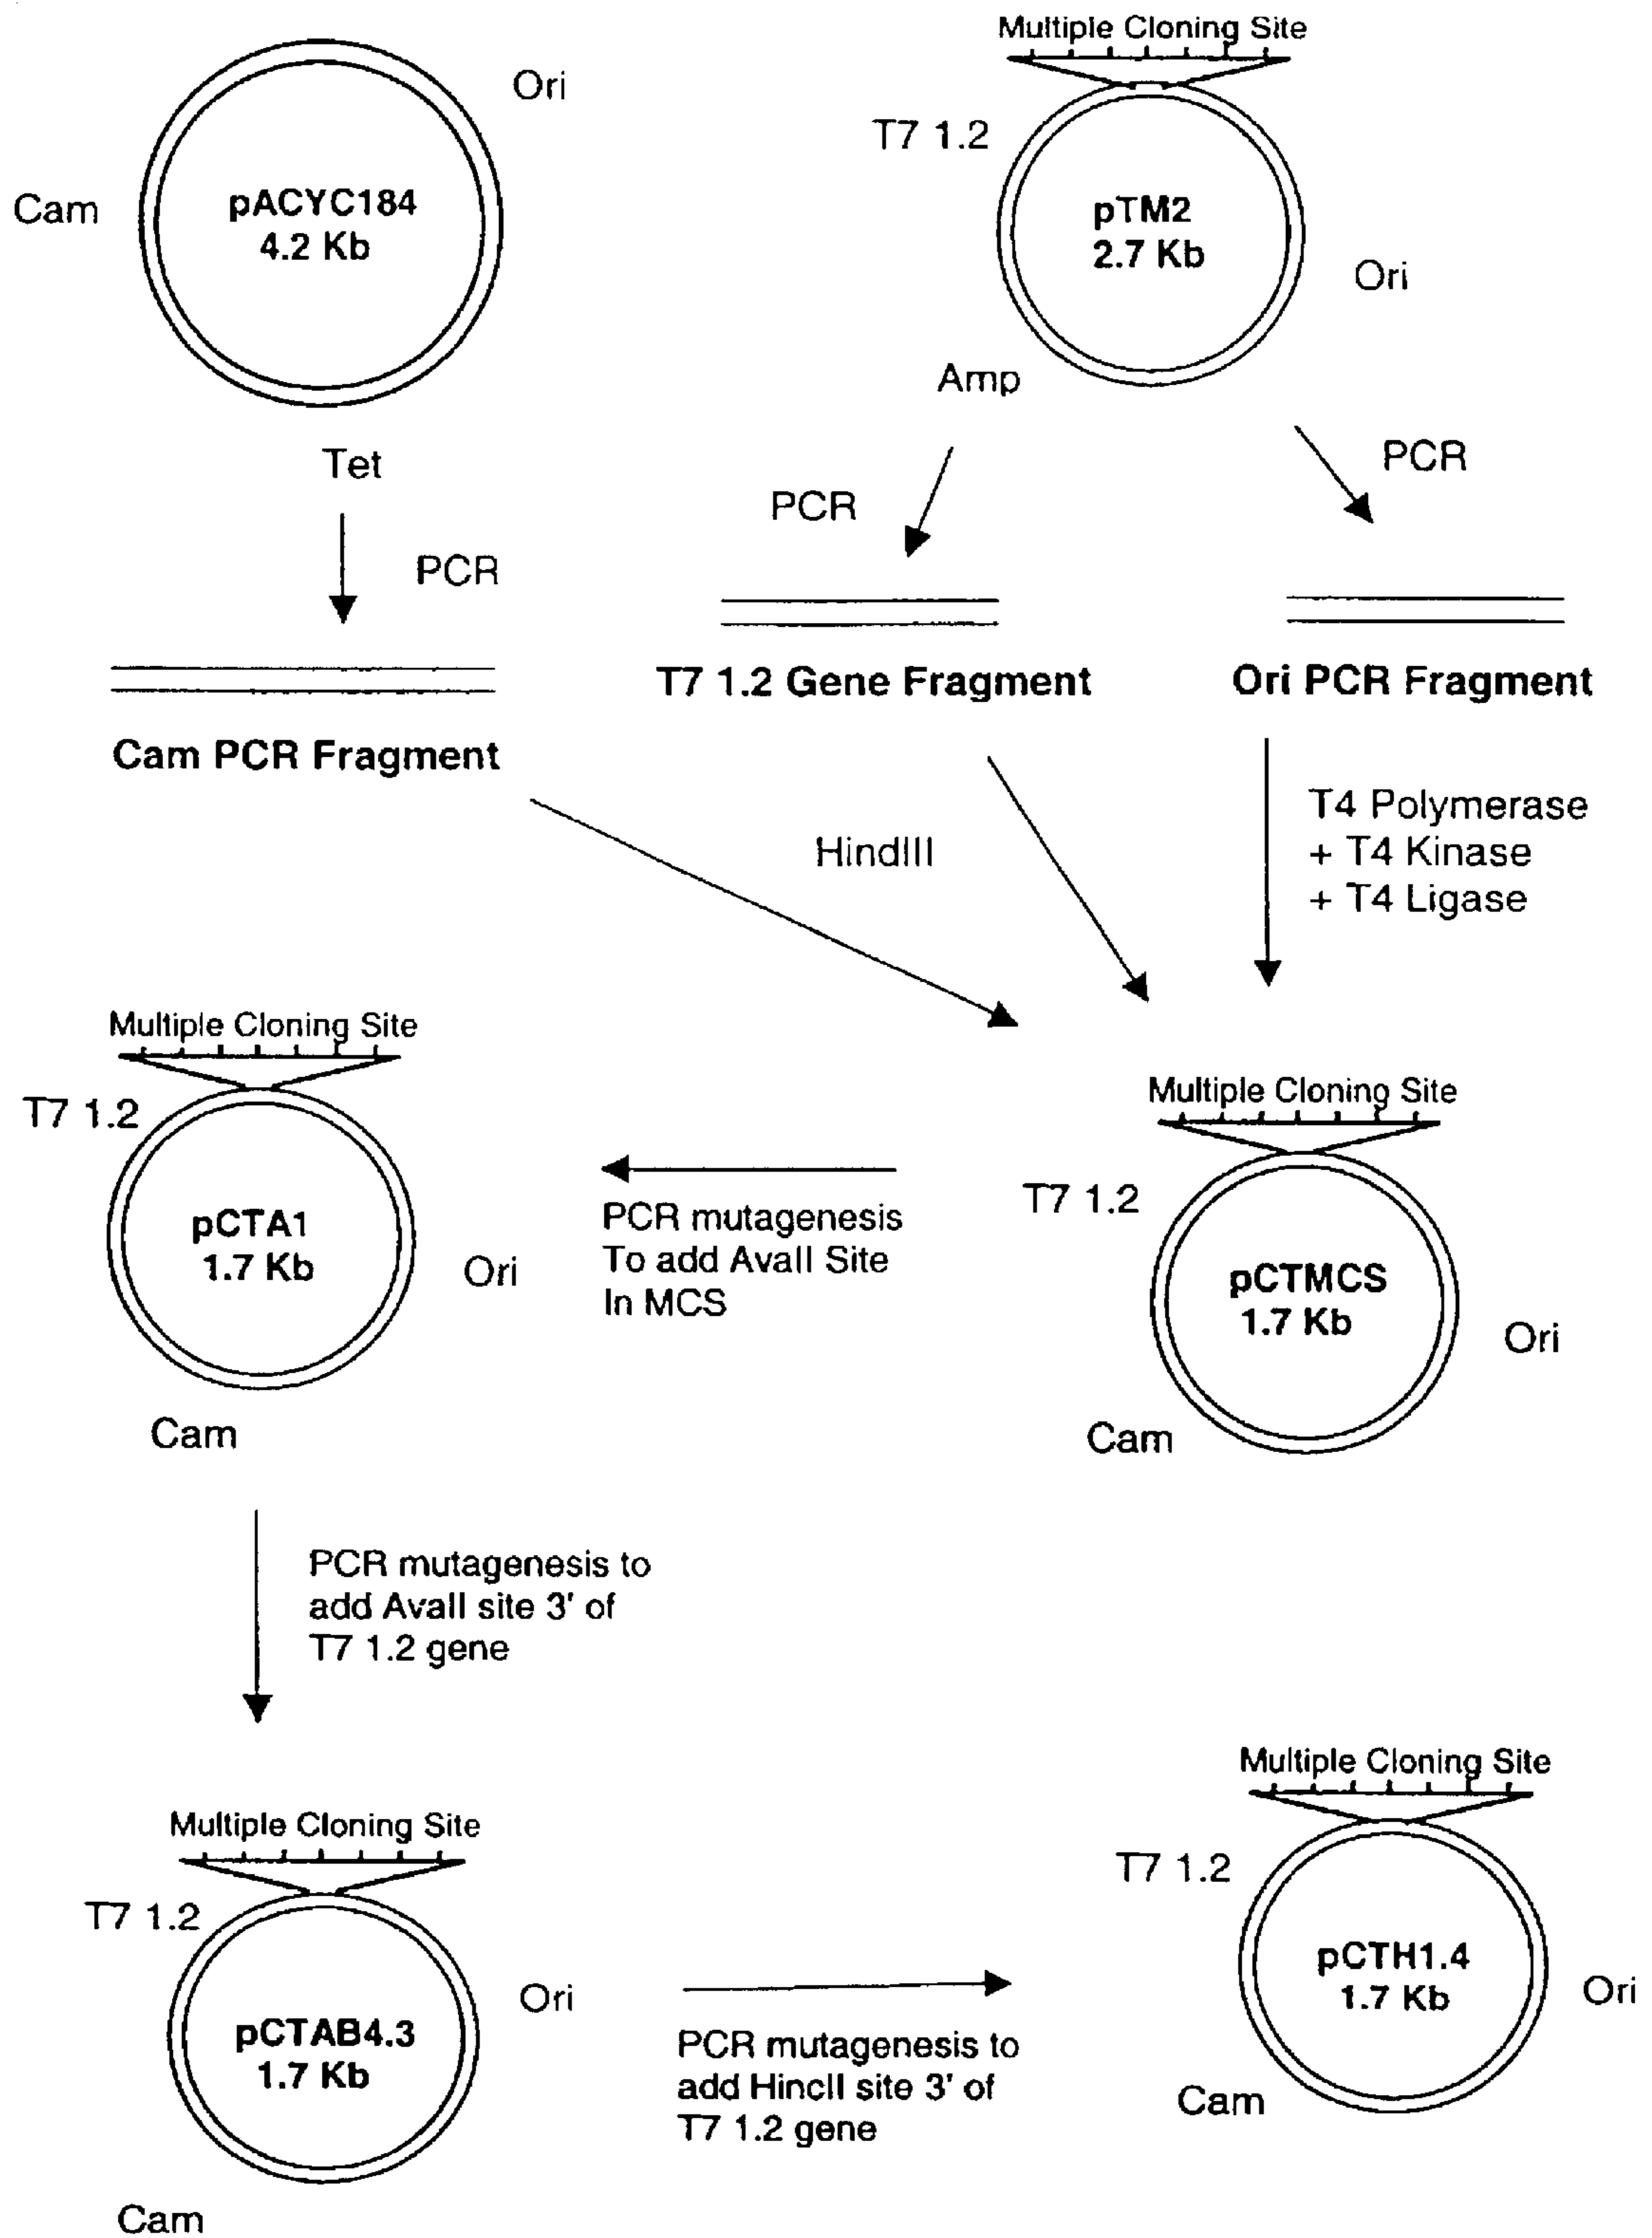 Multiple Cloning Site
Ori
T7 1.2
Cam
pACYC184
4.2 Kb
pTM2
2.7 Kb
Ori
Amp
Tet
PCR
PCR
PCR
T7 1.2 Gene Fragment
Ori PCR Fragment
Cam PCR Fragment
HindIII
T4 Polymerase
+ T4 Kinase
+ T4 Ligase
Multiple Cloning Site
T7 1.2
pCTA1
1.7 Kb
Ori
Cam
PCR mutagenesis
To add AvaII Site
In MCS
Multiple Cloning Site
T7 1.2
pCTMCS
1.7 Kb
Ori
Cam
PCR mutagenesis to
add AvaII site 3' of
T7 1.2 gene
Multiple Cloning Site
T7 1.2
pCTAB4.3
1.7 Kb
Ori
Cam
PCR mutagenesis to
add HincII site 3' of
T7 1.2 gene
Multiple Cloning Site
T7 1.2
pCTH1.4
1.7 Kb
Ori
Cam